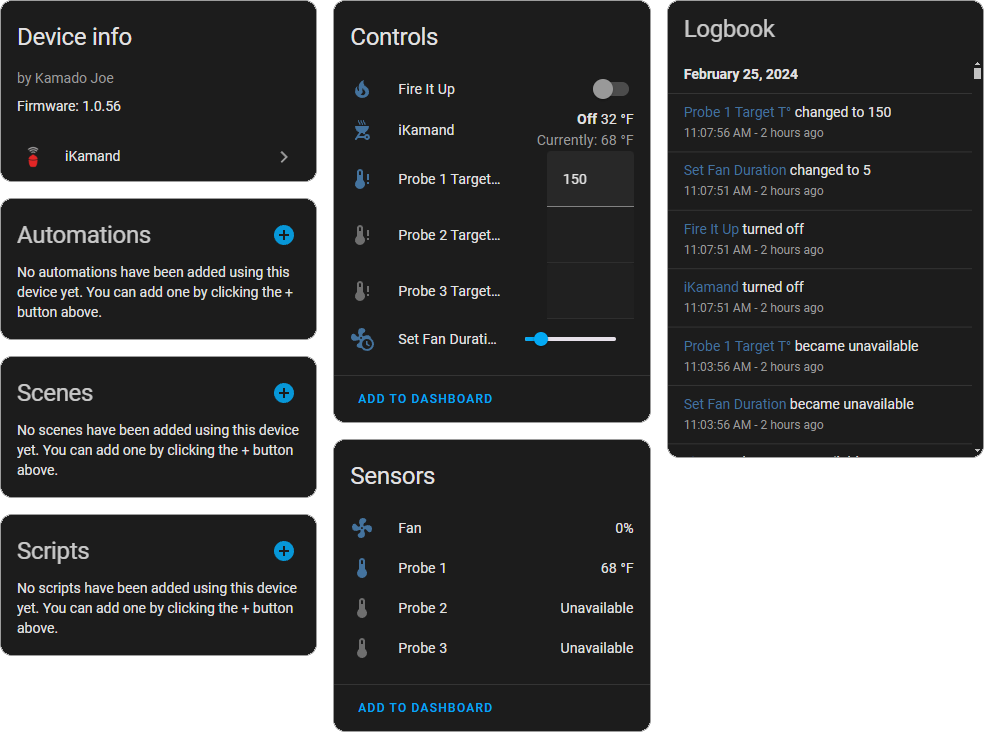 Device info
by Kamado Joe
Firmware: 1.0.56
iKamand
Automations
No automations have been added using this
device yet. You can add one by clicking the +
button above.
Scenes
No scenes have been added using this device
yet. You can add one by clicking the + button
above.
Scripts
No scripts have been added using this device
yet. You can add one by clicking the + button
above.
Controls
Fire It Up
iKamand
Off 32 °F
Currently: 68 °F
Probe 1 Target...
150
Probe 2 Target...
Probe 3 Target...
Set Fan Durati...
ADD TO DASHBOARD
Sensors
Fan 0%
Probe 1 68 °F
Probe 2 Unavailable
Probe 3 Unavailable
ADD TO DASHBOARD
Logbook
February 25, 2024
Probe 1 Target T° changed to 150
11:07:56 AM - 2 hours ago
Set Fan Duration changed to 5
11:07:51 AM - 2 hours ago
Fire It Up turned off
11:07:51 AM - 2 hours ago
iKamand turned off
11:07:51 AM - 2 hours ago
Probe 1 Target T° became unavailable
11:03:56 AM - 2 hours ago
Set Fan Duration became unavailable
11:03:56 AM - 2 hours ago